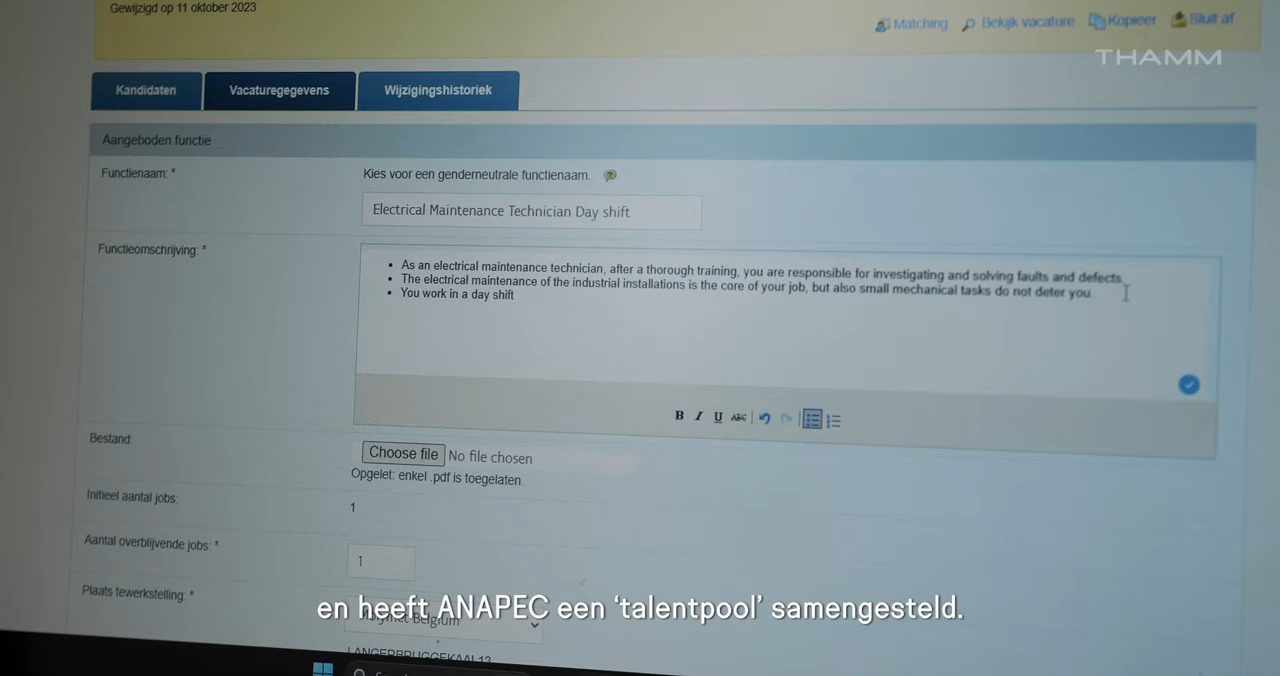 Gewijzigd op 11 oktober 2023
Matching Bekijk vacature Kopieer Sluit af
THAMM
Kandidaten Vacaturegegevens Wijzigingshistoriek
Aangeboden functie
Functienaam: * Kies voor een genderneutrale functienaam.
Electrical Maintenance Technician Day shift
Functieomschrijving: *
• As an electrical maintenance technician, after a thorough training, you are responsible for investigating and solving faults and defects.
• The electrical maintenance of the industrial installations is the core of your job, but also small mechanical tasks do not deter you.
• You work in a day shift
B I U ABC
Bestand: Choose file No file chosen
Opgelet: enkel .pdf is toegelaten.
Initieel aantal jobs: 1
Aantal overblijvende jobs: * 1
Plaats tewerkstelling: *
en heeft ANAPEC een ‘talentpool’ samengesteld.
Belgium